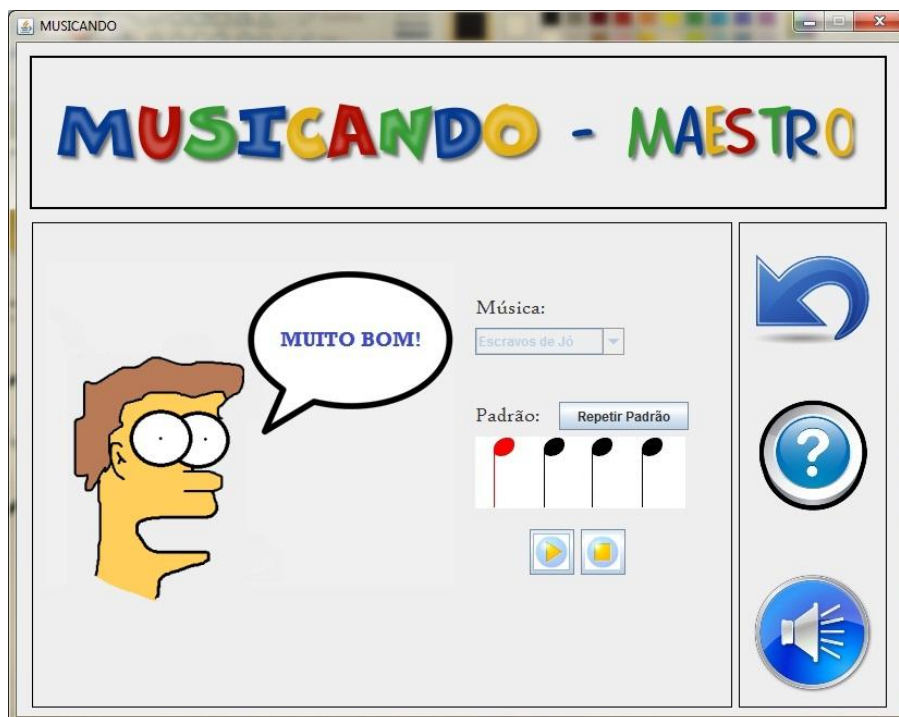 MUSICANDO
MUSICANDO - MAESTRO
MUITO BOM!
Música:
Escravos de Jó
Padrão:
Repetir Padrão
?